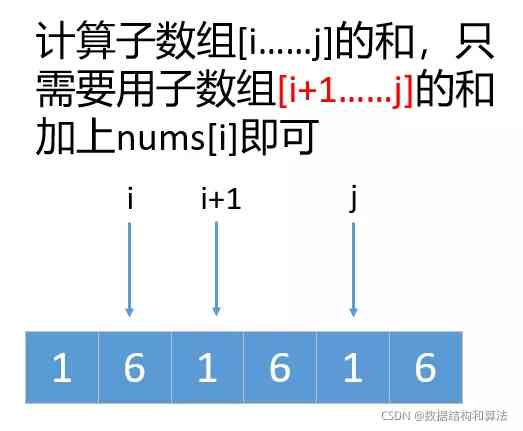 计算子数组[i……j]的和，只
需要用子数组[i+1……j]的和
加上nums[i]即可
i i+1 j
1 6 1 6 1 6
CSDN @数据结构和算法